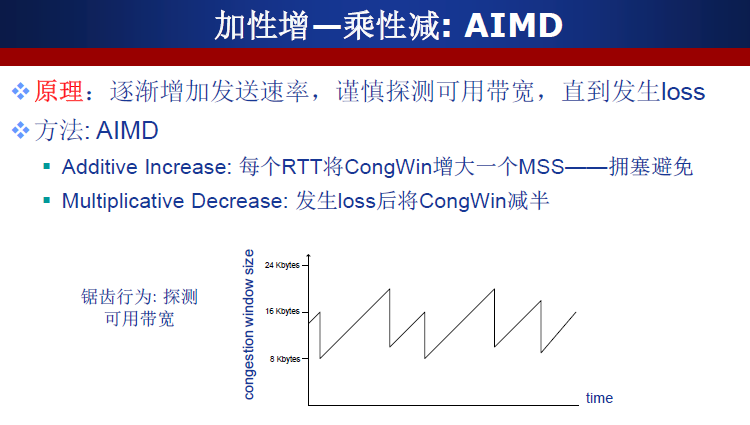 加性增—乘性减: AIMD
原理：逐渐增加发送速率，谨慎探测可用带宽，直到发生loss
方法: AIMD
Additive Increase: 每个RTT将CongWin增大一个MSS——拥塞避免
Multiplicative Decrease: 发生loss后将CongWin减半
锯齿行为: 探测
可用带宽
congestion window size
24 Kbytes
16 Kbytes
8 Kbytes
time